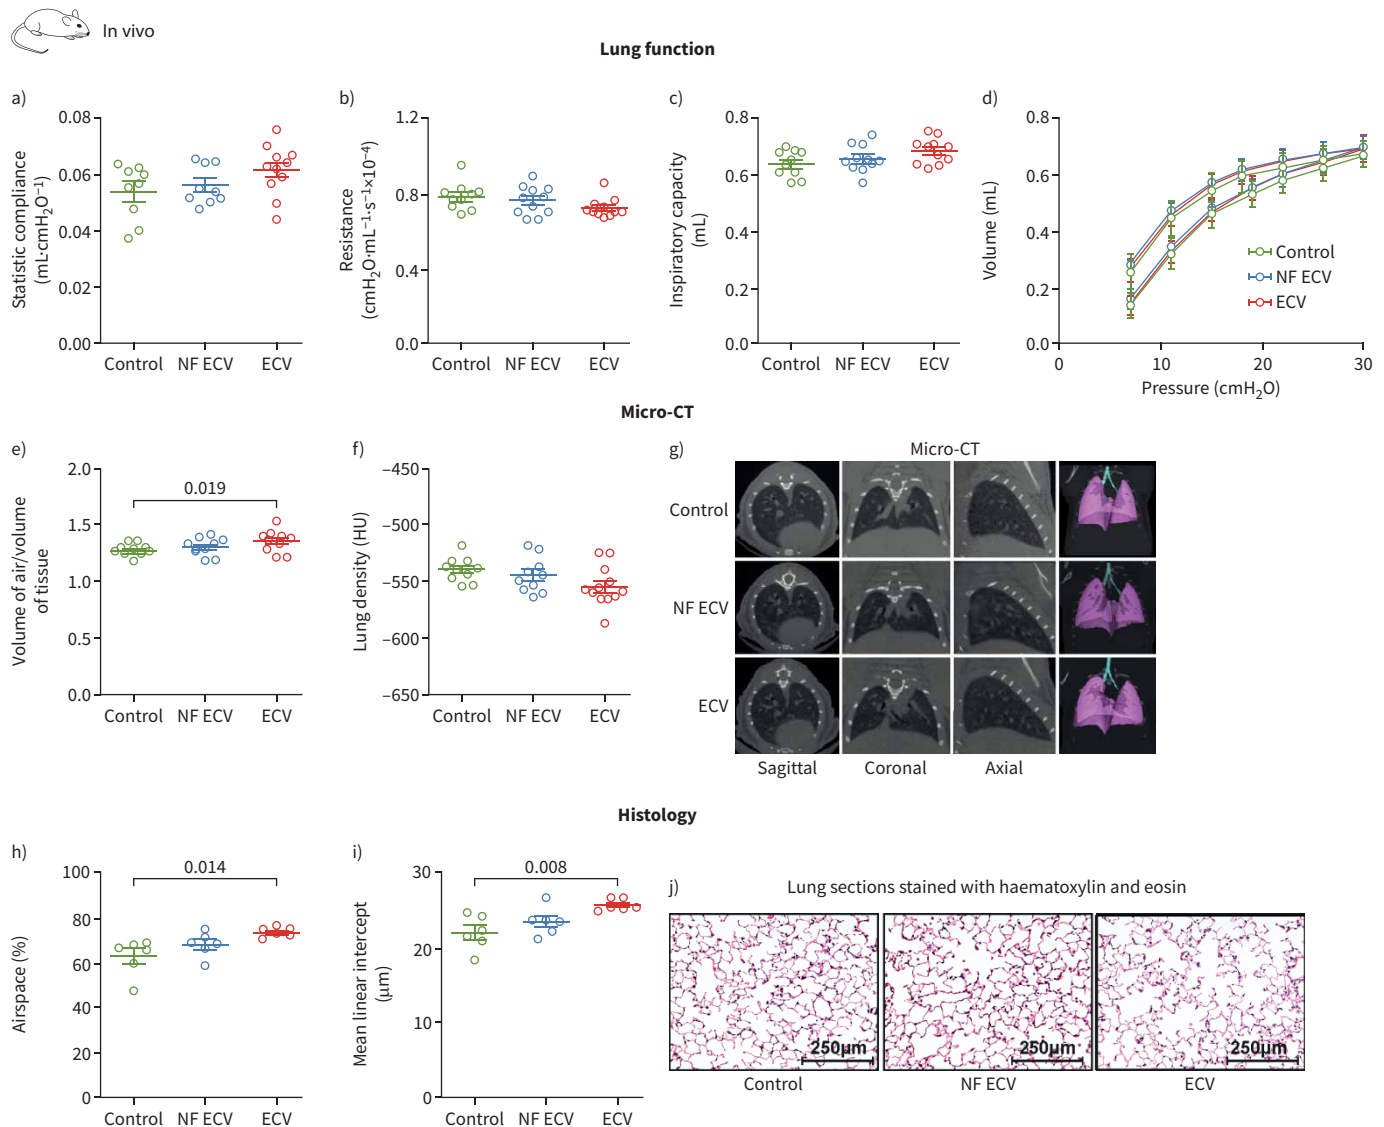 In vivo
Lung function
a)
Statistic compliance
(mL·cmH₂O⁻¹)
0.08
0.06
0.04
0.02
0.00
Control
NF ECV
ECV
b)
Resistance
(cmH₂O·mL⁻¹·s⁻¹×10⁻⁴)
1.2
0.8
0.4
0.0
Control
NF ECV
ECV
c)
Inspiratory capacity
(mL)
0.8
0.6
0.4
0.2
0.0
Control
NF ECV
ECV
d)
Volume (mL)
0.8
0.6
0.4
0.2
0.0
0
10
20
30
Pressure (cmH₂O)
Control
NF ECV
ECV
Micro-CT
e)
Volume of air/volume
of tissue
2.0
1.5
1.0
0.5
0.0
0.019
Control
NF ECV
ECV
f)
Lung density (HU)
−450
−500
−550
−600
−650
Control
NF ECV
ECV
g)
Micro-CT
Control
NF ECV
ECV
Sagittal
Coronal
Axial
Histology
h)
Airspace (%)
100
80
60
40
20
0
0.014
Control
NF ECV
ECV
i)
Mean linear intercept
(µm)
30
20
10
0
0.008
Control
NF ECV
ECV
j)
Lung sections stained with haematoxylin and eosin
250µm
250µm
250µm
Control
NF ECV
ECV